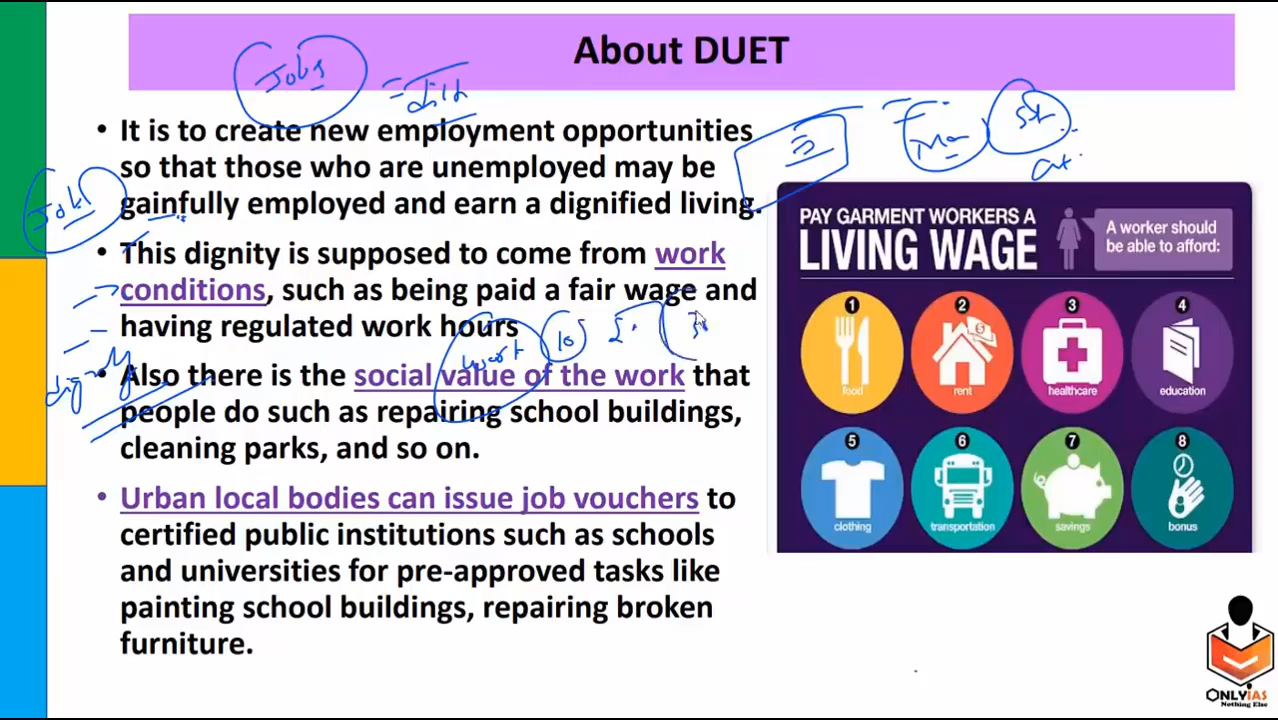 About DUET
Jobs
• It is to create new employment opportunities
so that those who are unemployed may be
gainfully employed and earn a dignified living.
• This dignity is supposed to come from work
conditions, such as being paid a fair wage and
having regulated work hours
• Also there is the social value of the work that
people do such as repairing school buildings,
cleaning parks, and so on.
• Urban local bodies can issue job vouchers to
certified public institutions such as schools
and universities for pre-approved tasks like
painting school buildings, repairing broken
furniture.
dignity
work
10
PAY GARMENT WORKERS A
LIVING WAGE
A worker should
be able to afford:
1 2 3 4
food rent healthcare education
5 6 7 8
clothing transportation savings bonus
ONLYIAS
Nothing Else